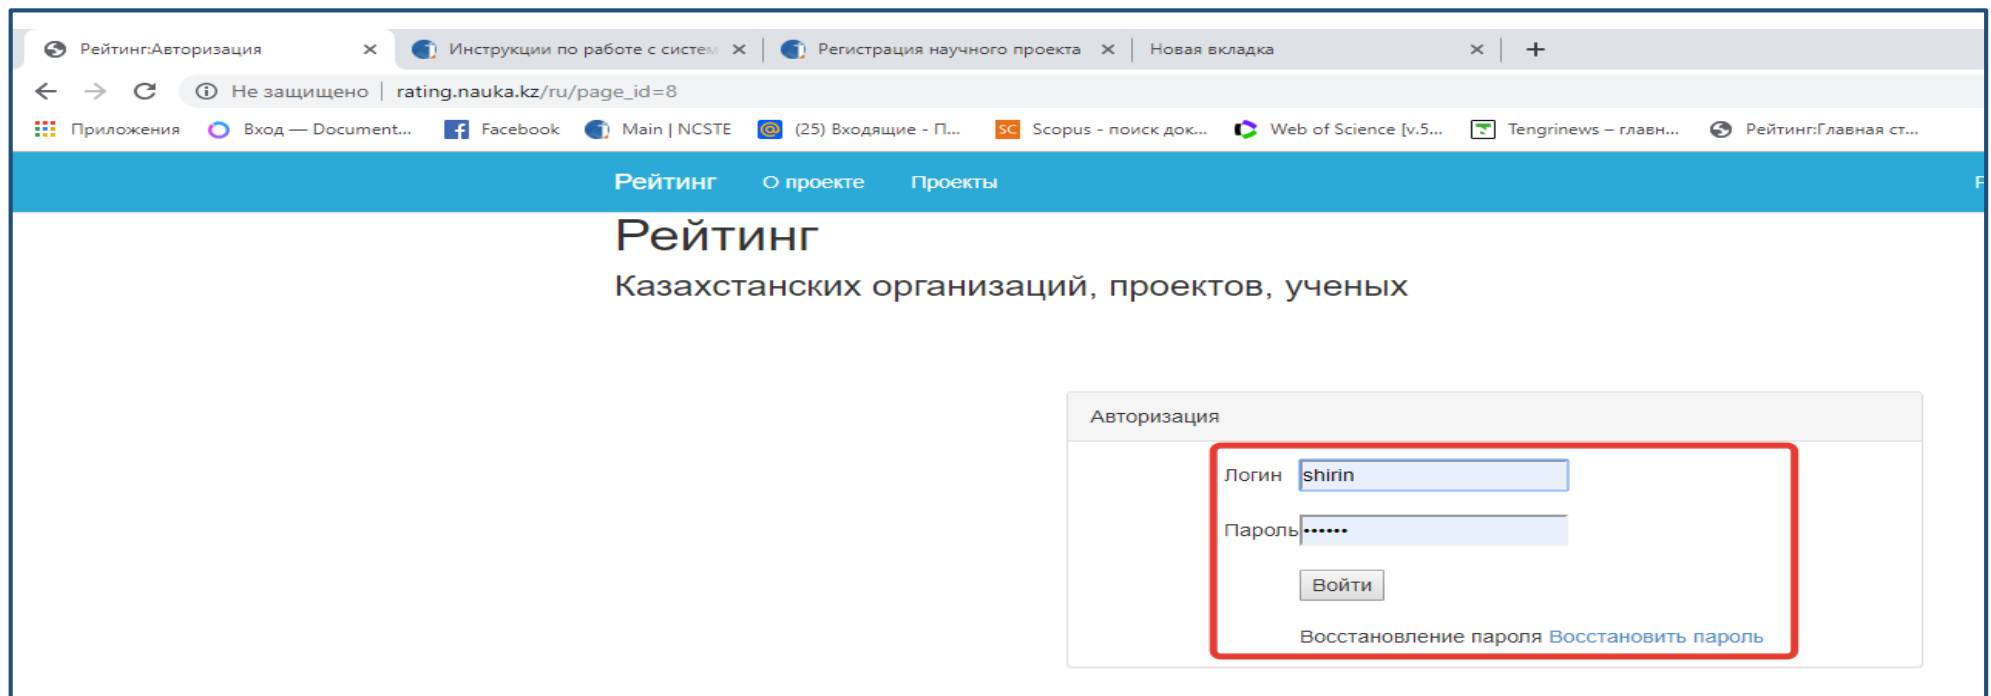 Рейтинг:Авторизация
Инструкции по работе с систем
Регистрация научного проекта
Новая вкладка
Не защищено | rating.nauka.kz/ru/page_id=8
Приложения
Вход — Document...
Facebook
Main | NCSTE
(25) Входящие - П...
SC Scopus - поиск док...
Web of Science [v.5...
Tengrinews – главн...
Рейтинг:Главная ст...
Рейтинг О проекте Проекты
Рейтинг
Казахстанских организаций, проектов, ученых
Авторизация
Логин shirin
Пароль ••••••
Войти
Восстановление пароля Восстановить пароль